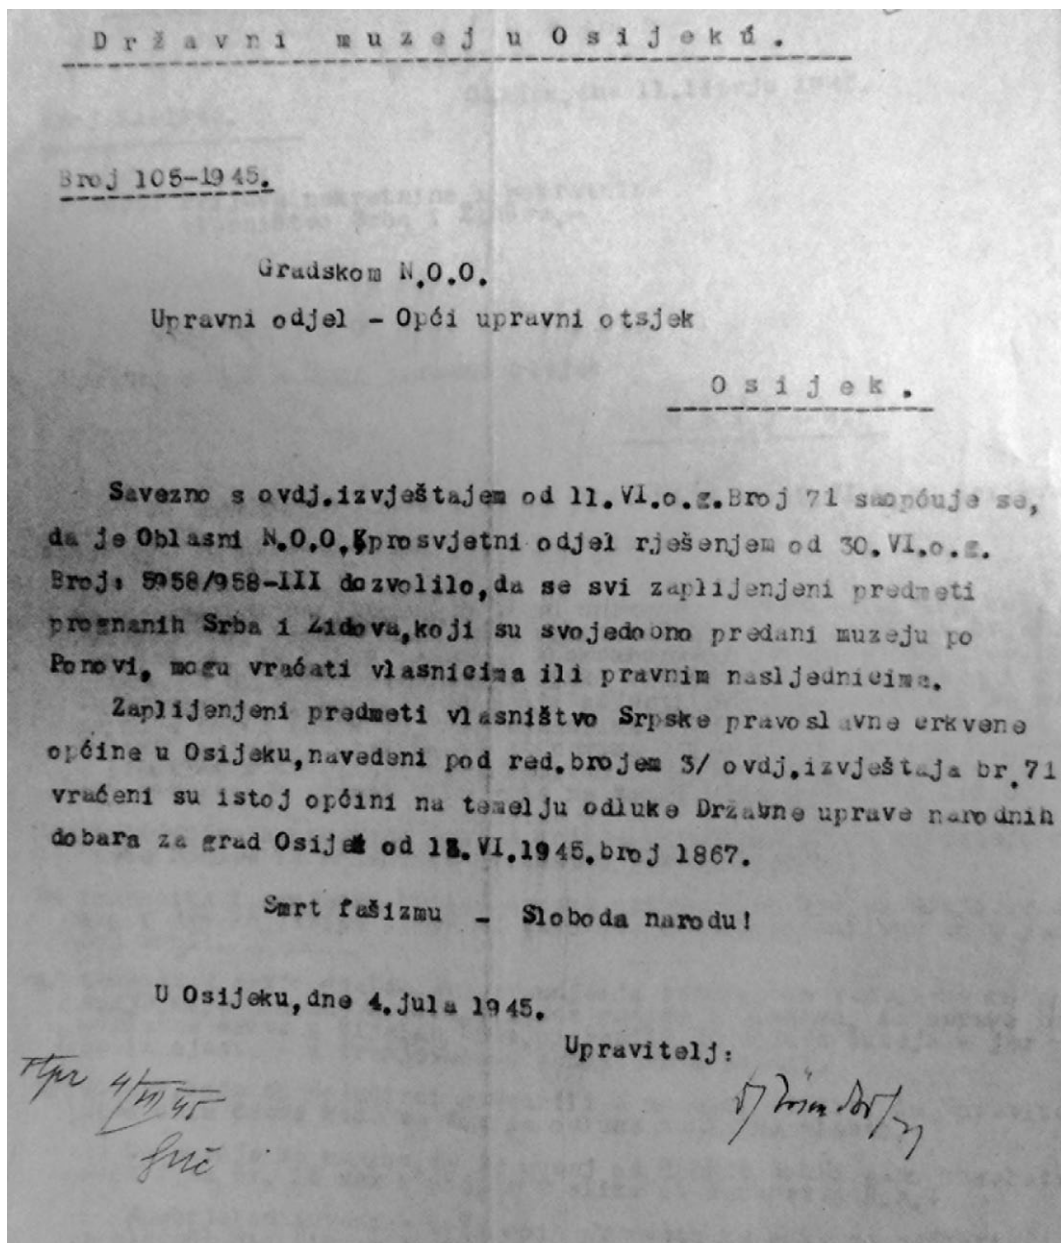 Državni muzej u Osijeku.
Broj 105-1945.
Gradskom N.O.O.
Upravni odjel - Opći upravni otsjek
Osijek.
Savezno s ovdj.izvještajem od 11.VI.o.g.Broj 71 saopćuje se,
da je Oblasni N.O.O. prosvjetni odjel rješenjem od 30.VI.o.g.
Broj: 5958/958-III dozvolilo,da se svi zaplijenjeni predmeti
prognanih Srba i Židova,koji su svojedobno predani muzeju po
Ponovi, mogu vraćati vlasnicima ili pravnim nasljednicima.
Zaplijenjeni predmeti vlasništvo Srpske pravoslavne crkvene
općine u Osijeku,navedeni pod red.brojem 3/ ovdj.izvještaja br.71
vraćeni su istoj općini na temelju odluke Državne uprave narodnih
dobara za grad Osijek od VI.1945.broj 1867.
Smrt fašizmu - Sloboda narodu!
U Osijeku,dne 4.jula 1945.
Upravitelj:
4/VII 45